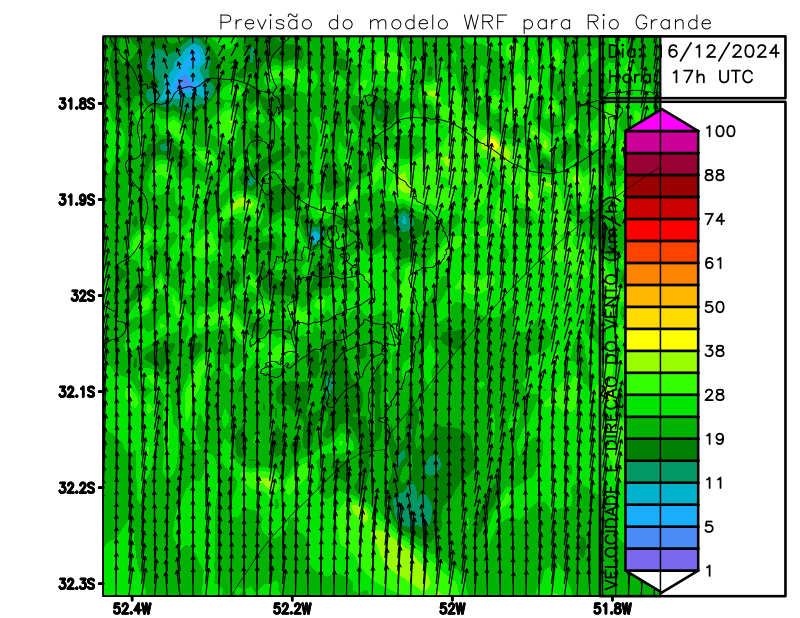 Previsão do modelo WRF para Rio Grande
Dia: 6/12/2024
Hora: 17h UTC
31.8S
31.9S
32S
32.1S
32.2S
32.3S
52.4W
52.2W
52W
51.8W
VELOCIDADE E DIREÇÃO DO VENTO (km/h)
100
88
74
61
50
38
28
19
11
5
1